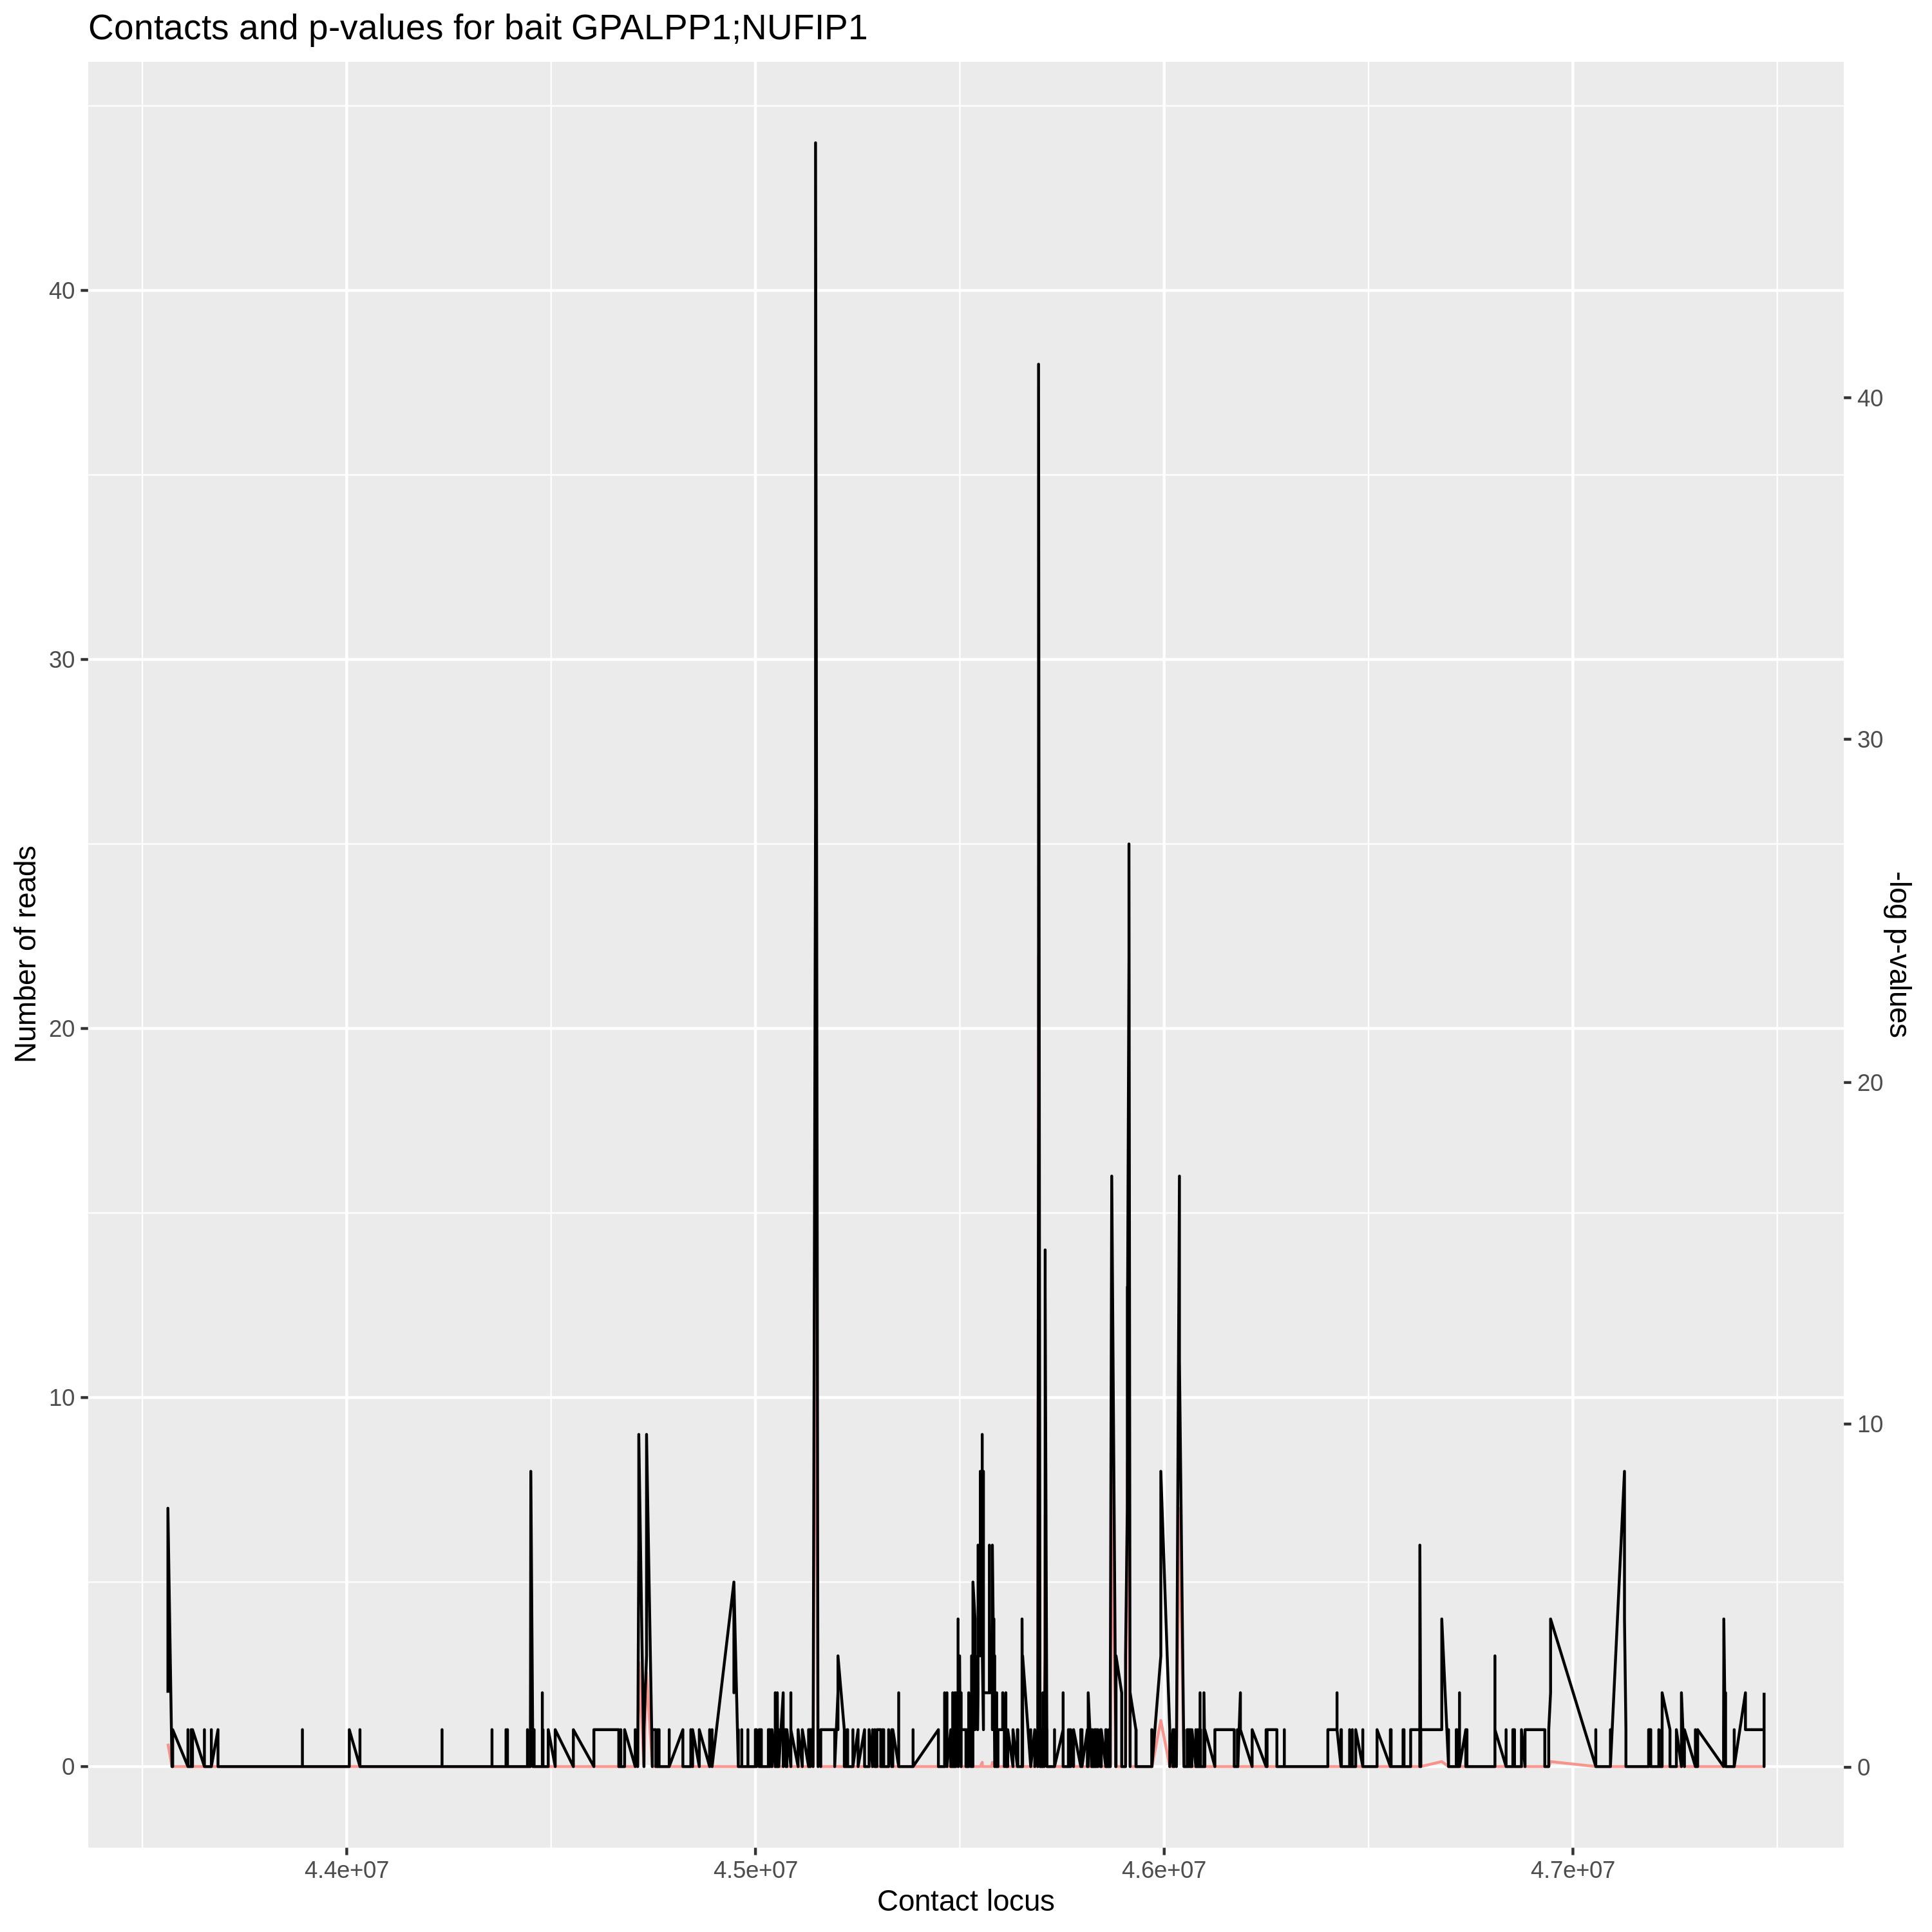 Contacts and p-values for bait GPALPP1;NUFIP1
Number of reads
40
30
20
10
0
-log p-values
40
30
20
10
0
4.4e+07
4.5e+07
4.6e+07
4.7e+07
Contact locus